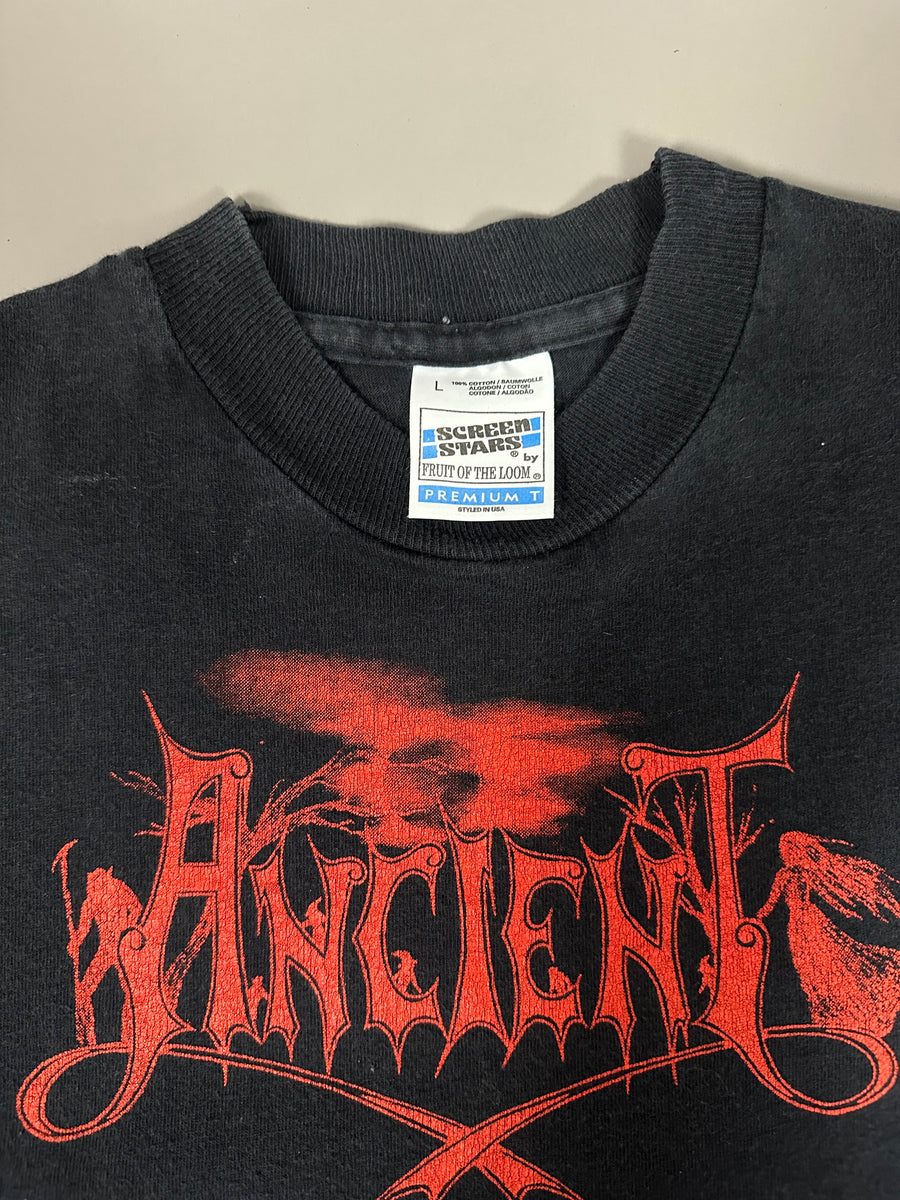 L 100% COTTON / BAUMWOLLE
ALGODON / COTON
COTONE / ALGODÃO
SCREEN
STARS® by
FRUIT OF THE LOOM®
PREMIUM T
STYLED IN USA
ANCIENT